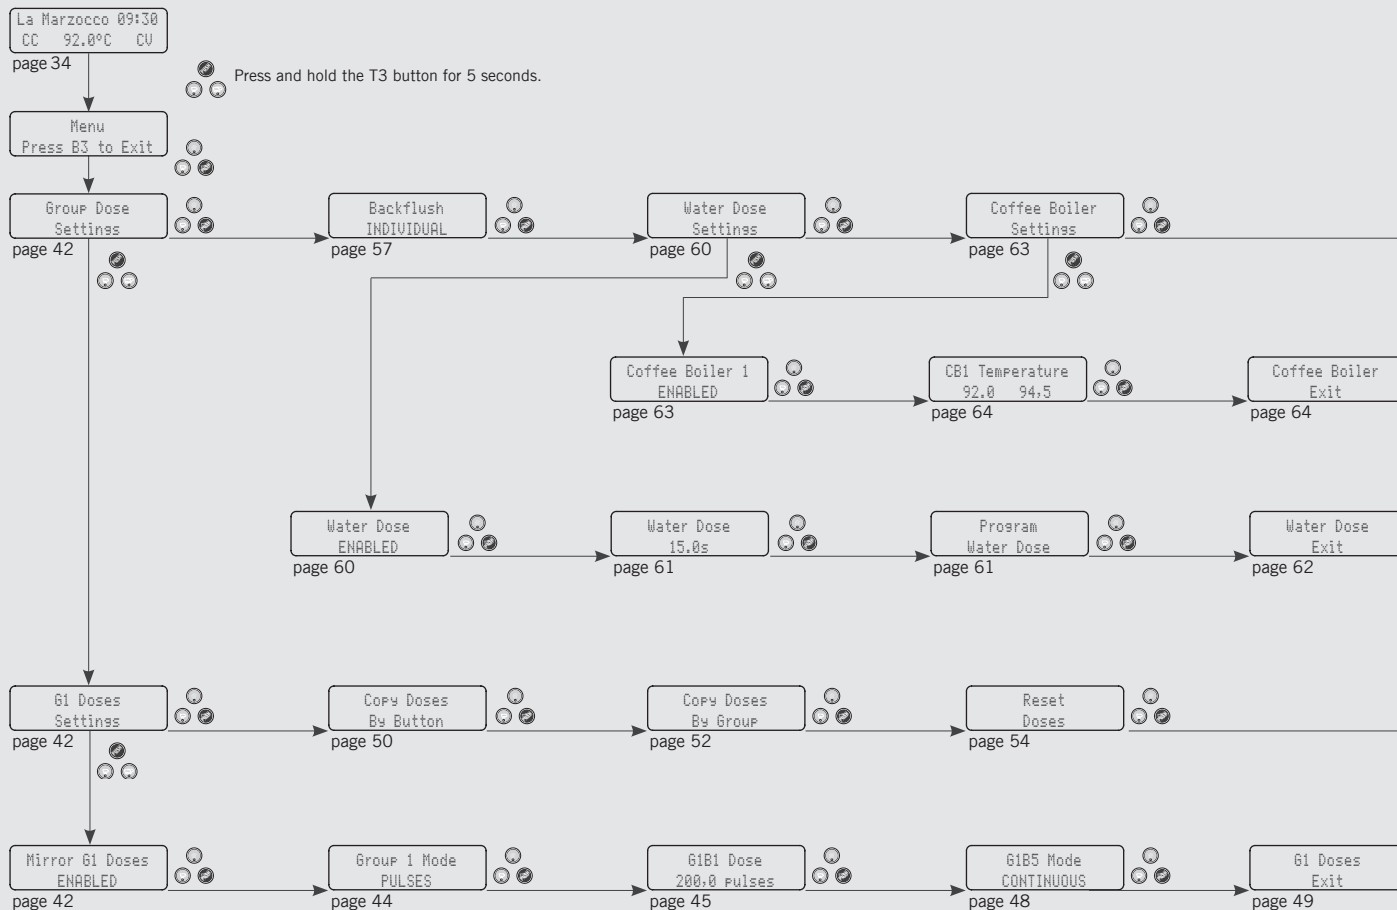 La Marzocco 09:30
CC 92.0ºC CV
page 34
Press and hold the T3 button for 5 seconds.
Menu
Press B3 to Exit
Group Dose
Settings
page 42
Backflush
INDIVIDUAL
page 57
Water Dose
Settings
page 60
Coffee Boiler
Settings
page 63
Coffee Boiler 1
ENABLED
page 63
CB1 Temperature
92.0 94,5
page 64
Coffee Boiler
Exit
page 64
Water Dose
ENABLED
page 60
Water Dose
15.0s
page 61
Program
Water Dose
page 61
Water Dose
Exit
page 62
G1 Doses
Settings
page 42
Copy Doses
By Button
page 50
Copy Doses
By Group
page 52
Reset
Doses
page 54
Mirror G1 Doses
ENABLED
page 42
Group 1 Mode
PULSES
page 44
G1B1 Dose
200,0 pulses
page 45
G1B5 Mode
CONTINUOUS
page 48
G1 Doses
Exit
page 49